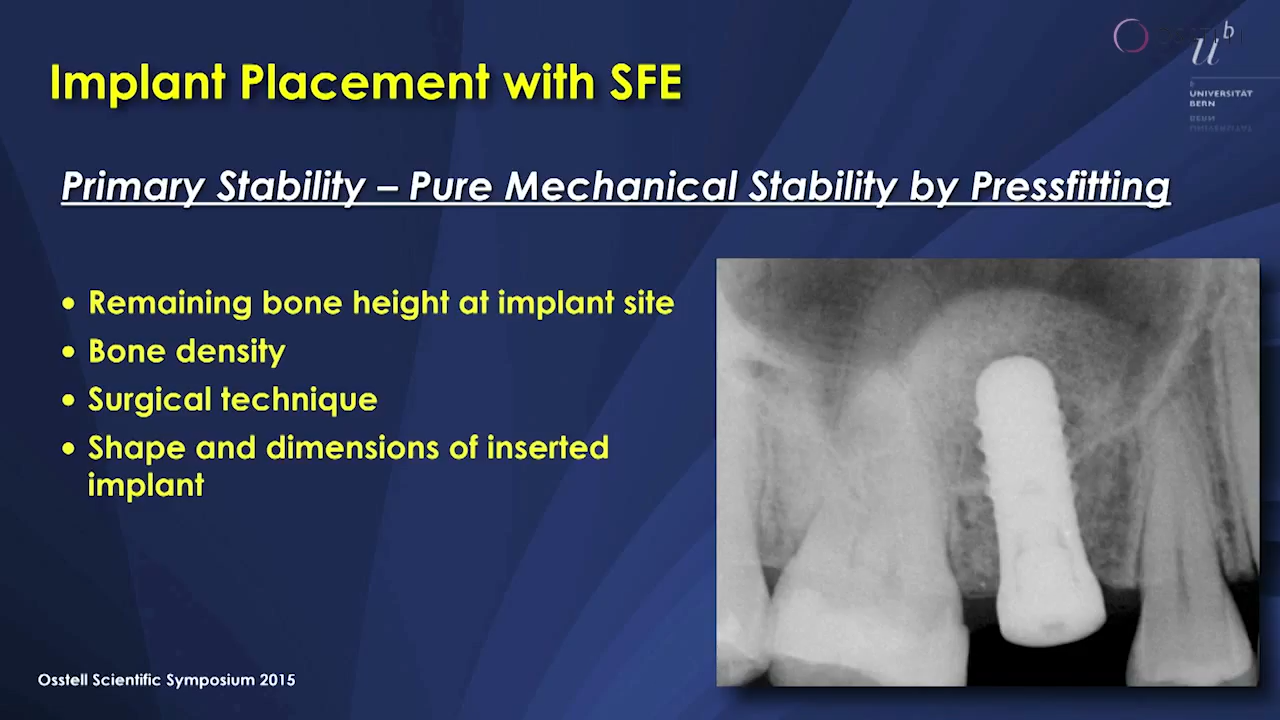 Implant Placement with SFE
u^b
b
UNIVERSITÄT
BERN
Primary Stability – Pure Mechanical Stability by Pressfitting
• Remaining bone height at implant site
• Bone density
• Surgical technique
• Shape and dimensions of inserted
implant
Osstell Scientific Symposium 2015